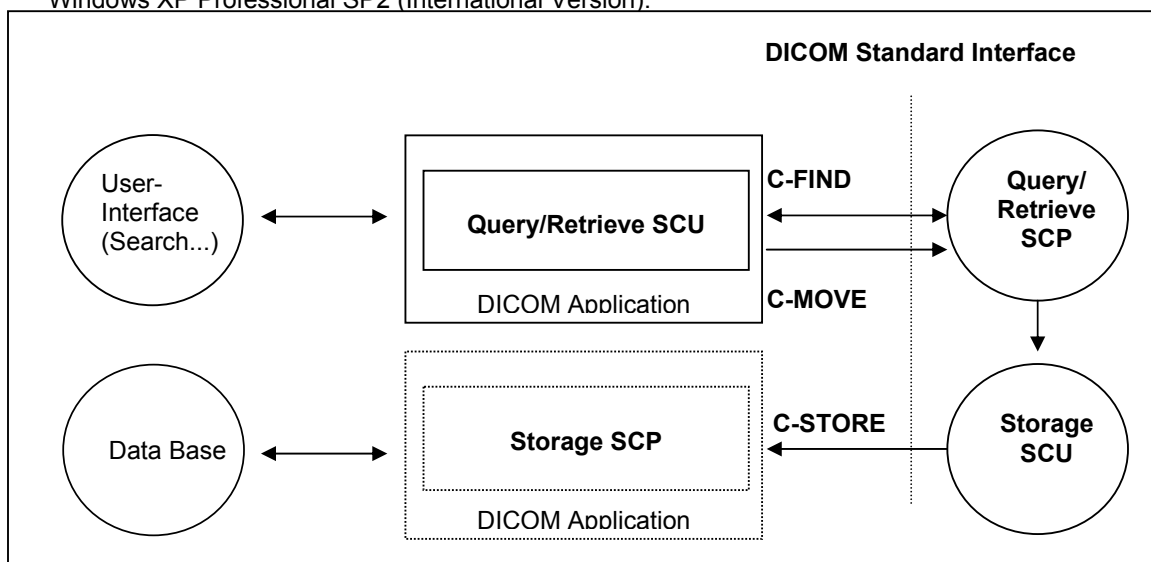 Windows XP Professional SP2 (International Version).
DICOM Standard Interface
User-
Interface
(Search...)
Query/Retrieve SCU
DICOM Application
C-FIND
C-MOVE
Query/
Retrieve
SCP
Data Base
Storage SCP
DICOM Application
C-STORE
Storage
SCU